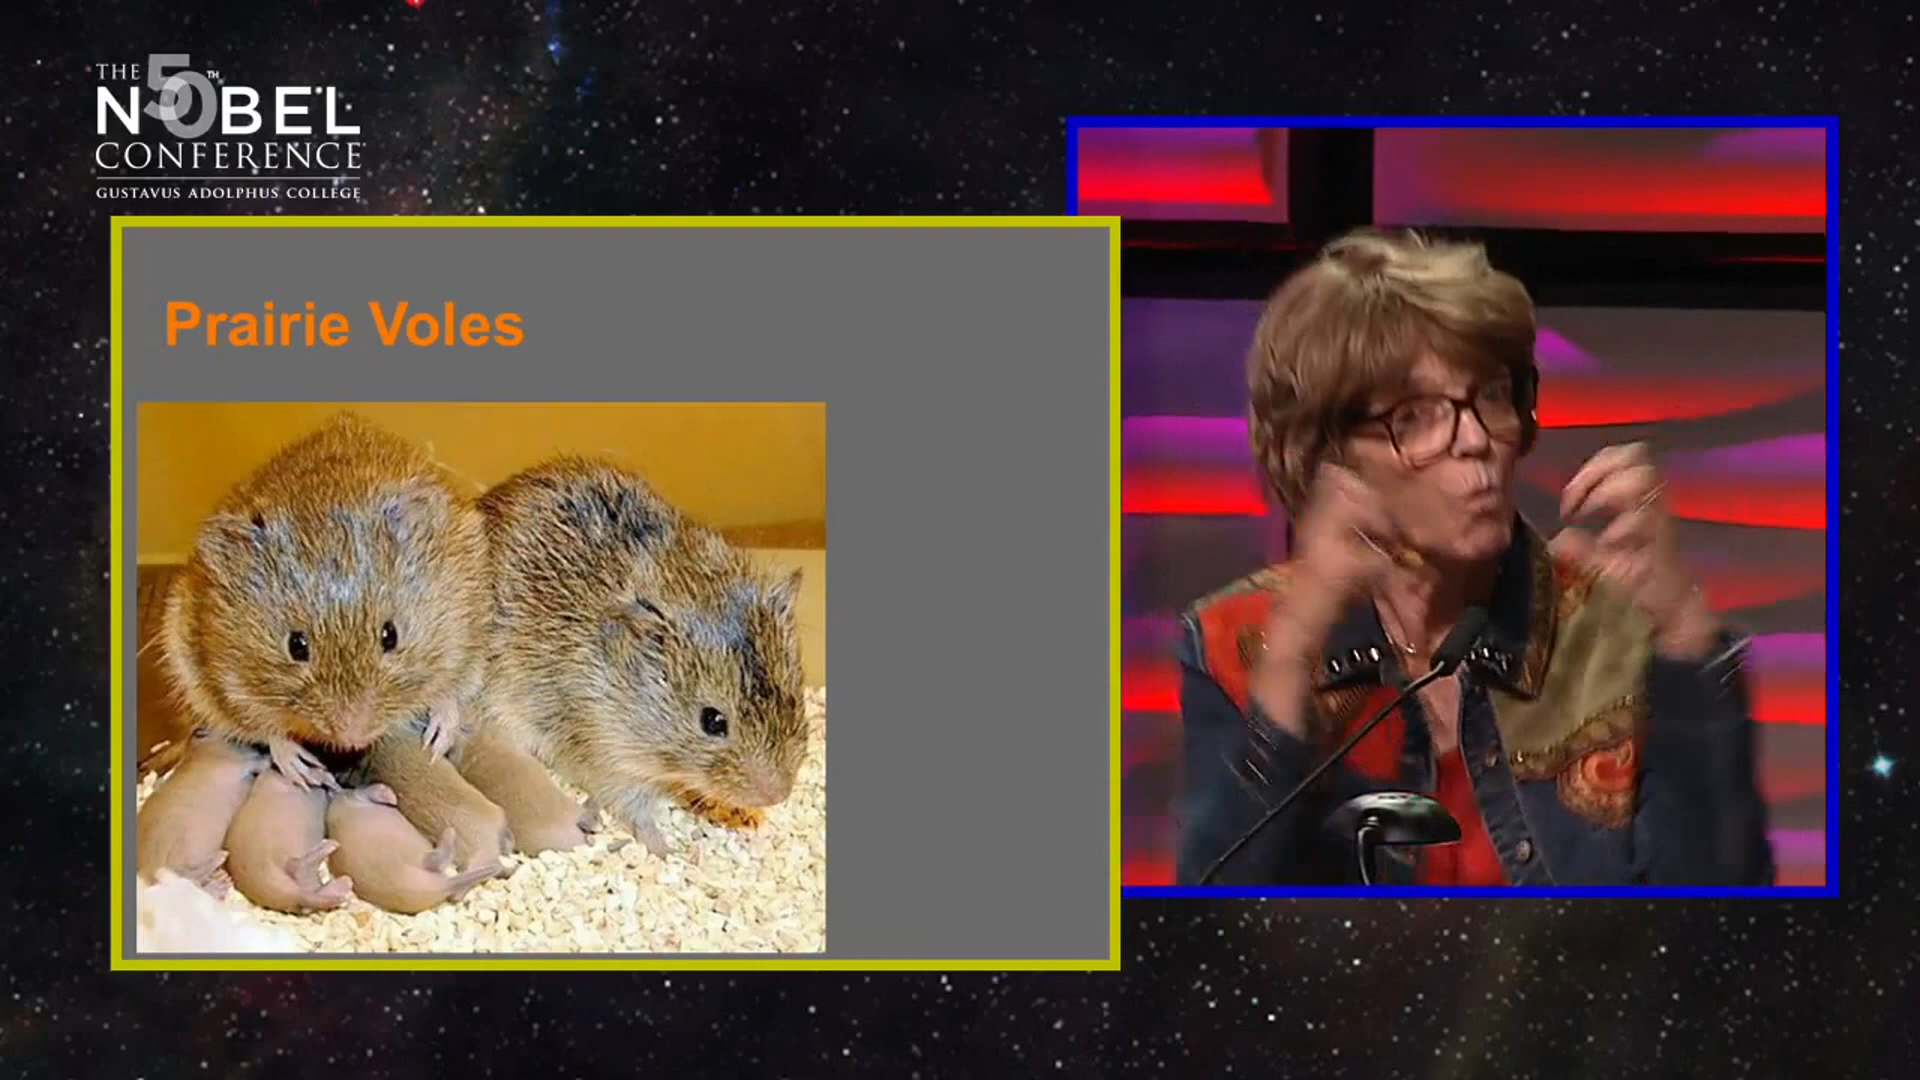 THE 50TH
NOBEL
CONFERENCE
GUSTAVUS ADOLPHUS COLLEGE
Prairie Voles